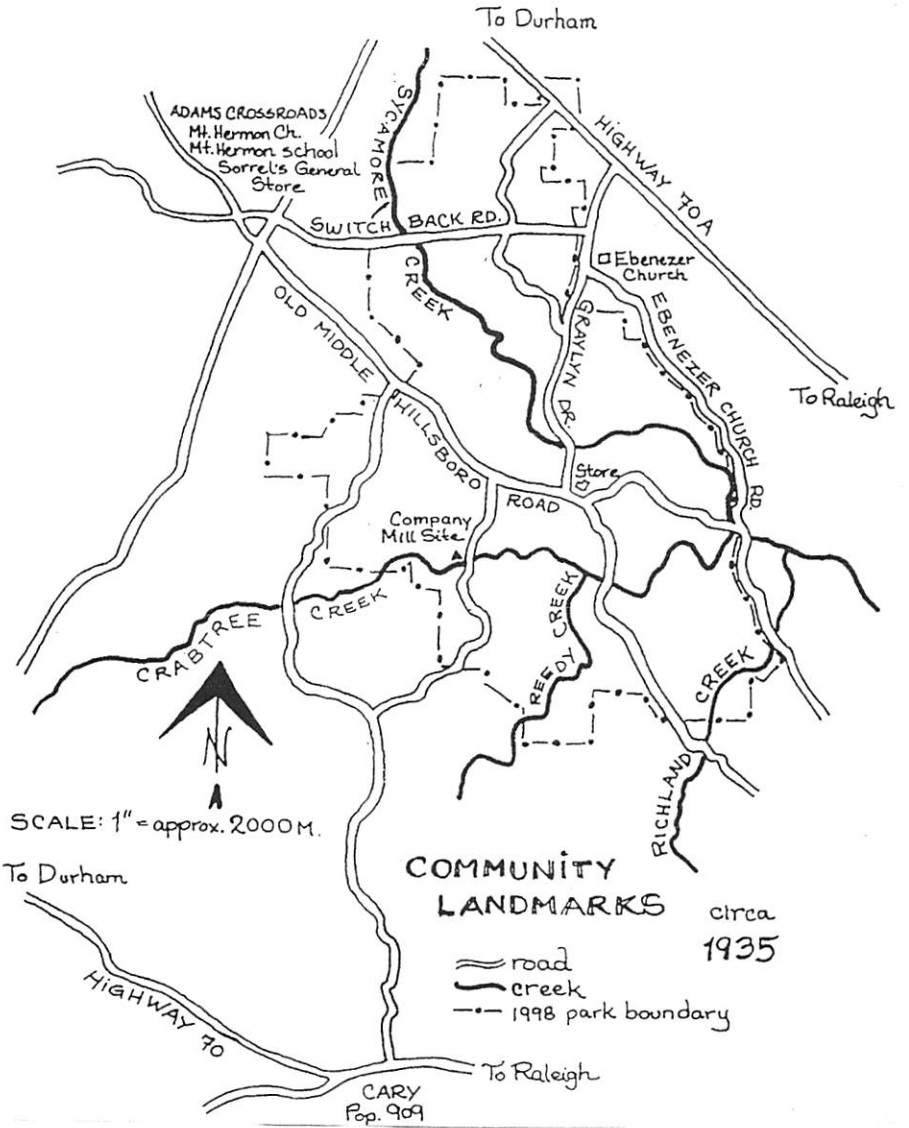 To Durham
ADAMS CROSSROADS
Mt. Hermon Ch.
Mt. Hermon school
Sorrel's General
Store
SYCAMORE
CREEK
HIGHWAY 70A
SWITCH BACK RD.
Ebenezer
Church
OLD MIDDLE
HILLSBORO
ROAD
GRAYLYN DR.
EBENEZER CHURCH RD.
To Raleigh
Store
Company
Mill Site
CRABTREE
CREEK
REEDY CREEK
RICHLAND
CREEK
N
SCALE: 1" = approx. 2000M.
To Durham
HIGHWAY 70
COMMUNITY
LANDMARKS
circa
1935
road
creek
1998 park boundary
To Raleigh
CARY
Pop. 909